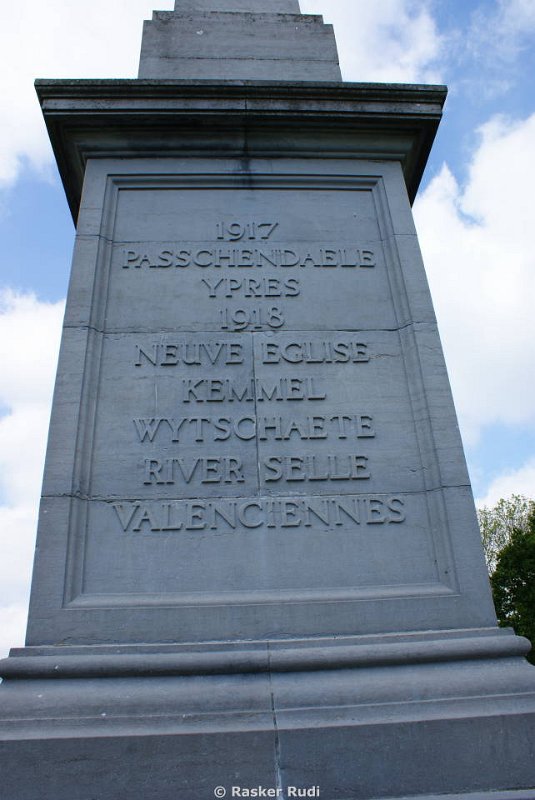 1917
PASSCHENDAELE
YPRES
1918
NEUVE EGLISE
KEMMEL
WYTSCHAETE
RIVER SELLE
VALENCIENNES
© Rasker Rudi